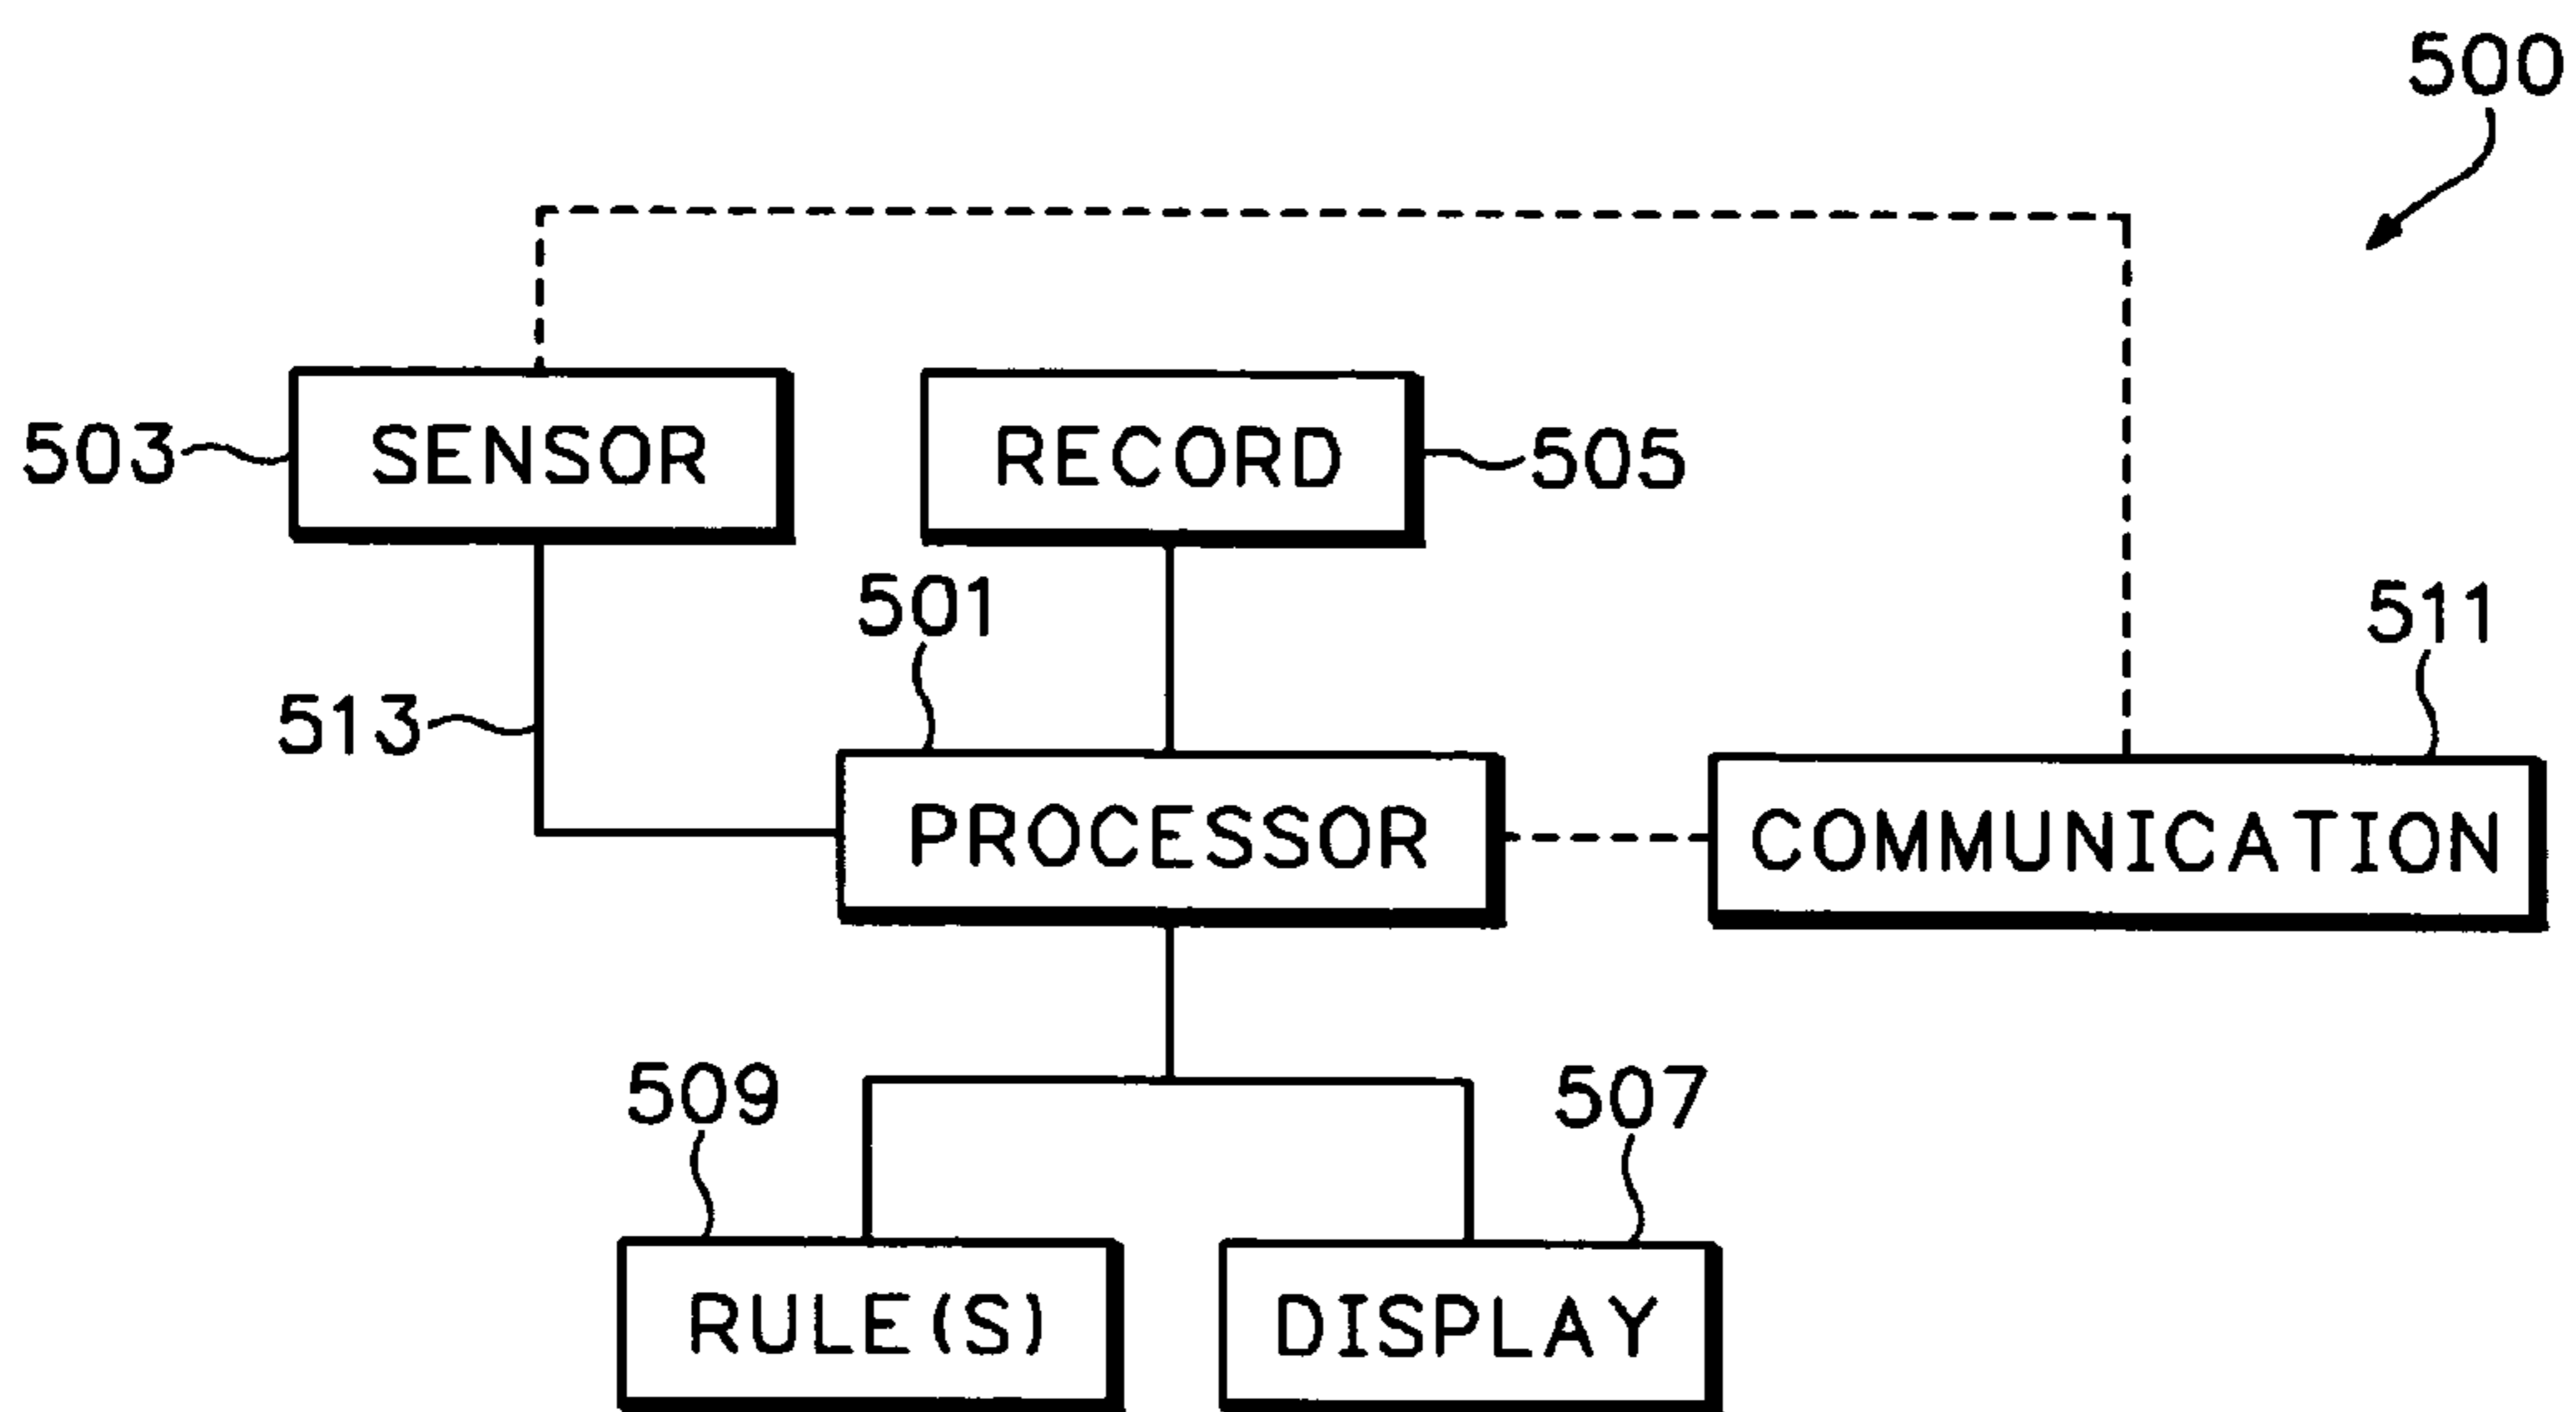 500
503 SENSOR RECORD 505
501
511
513
PROCESSOR COMMUNICATION
509
507
RULE(S) DISPLAY